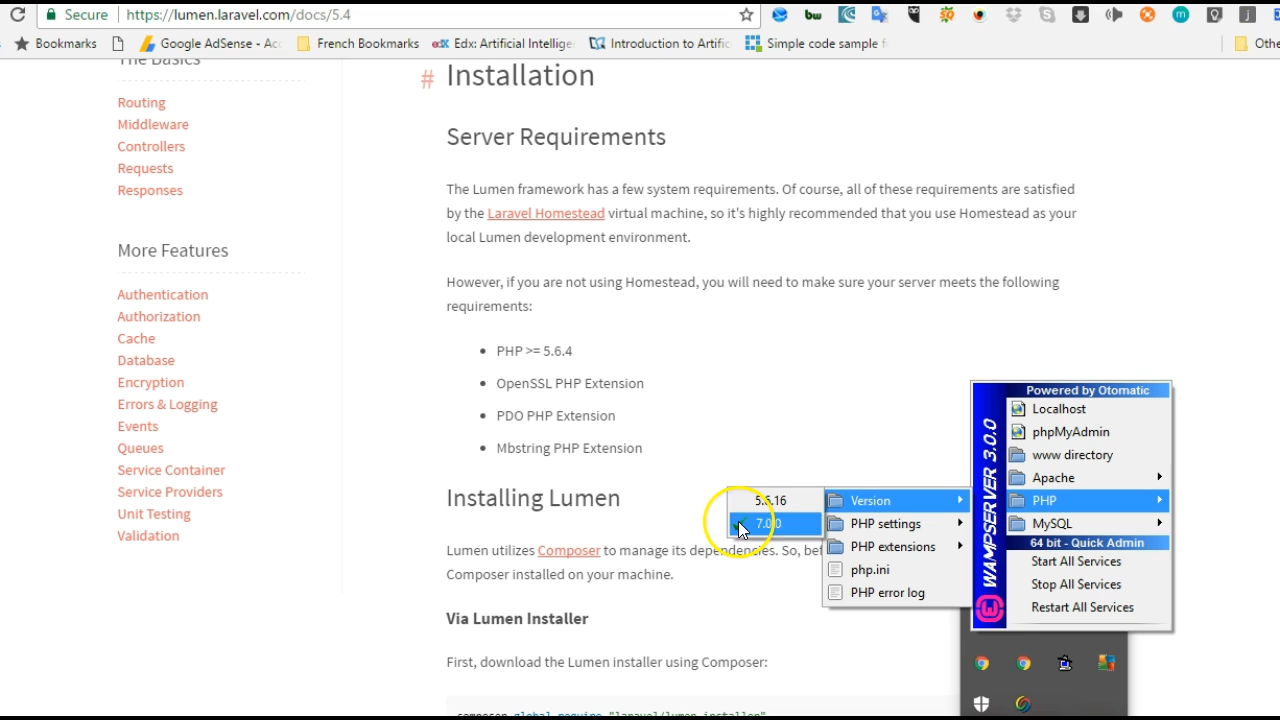 Secure
https://lumen.laravel.com/docs/5.4
Bookmarks
Google AdSense - Ac
French Bookmarks
Edx: Artificial Intellige
Introduction to Artific
Simple code sample f
Othe
The Basics
Routing
Middleware
Controllers
Requests
Responses
More Features
Authentication
Authorization
Cache
Database
Encryption
Errors & Logging
Events
Queues
Service Container
Service Providers
Unit Testing
Validation
# Installation
Server Requirements
The Lumen framework has a few system requirements. Of course, all of these requirements are satisfied
by the Laravel Homestead virtual machine, so it's highly recommended that you use Homestead as your
local Lumen development environment.
However, if you are not using Homestead, you will need to make sure your server meets the following
requirements:
PHP >= 5.6.4
OpenSSL PHP Extension
PDO PHP Extension
Mbstring PHP Extension
Installing Lumen
Lumen utilizes Composer to manage its dependencies. So, bef
Composer installed on your machine.
Via Lumen Installer
First, download the Lumen installer using Composer:
composer global require "laravel/lumen-installer"
5.6.16
7.0.0
Version
PHP settings
PHP extensions
php.ini
PHP error log
WAMPSERVER 3.0.0
Powered by Otomatic
Localhost
phpMyAdmin
www directory
Apache
PHP
MySQL
64 bit - Quick Admin
Start All Services
Stop All Services
Restart All Services